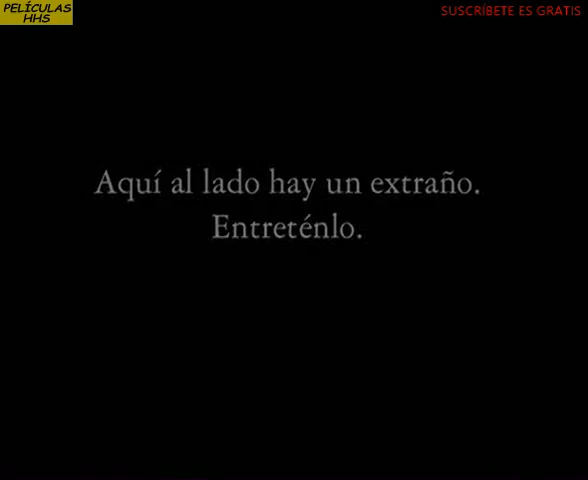 PELÍCULAS
HHS
SUSCRÍBETE ES GRATIS
Aquí al lado hay un extraño.
Entreténlo.